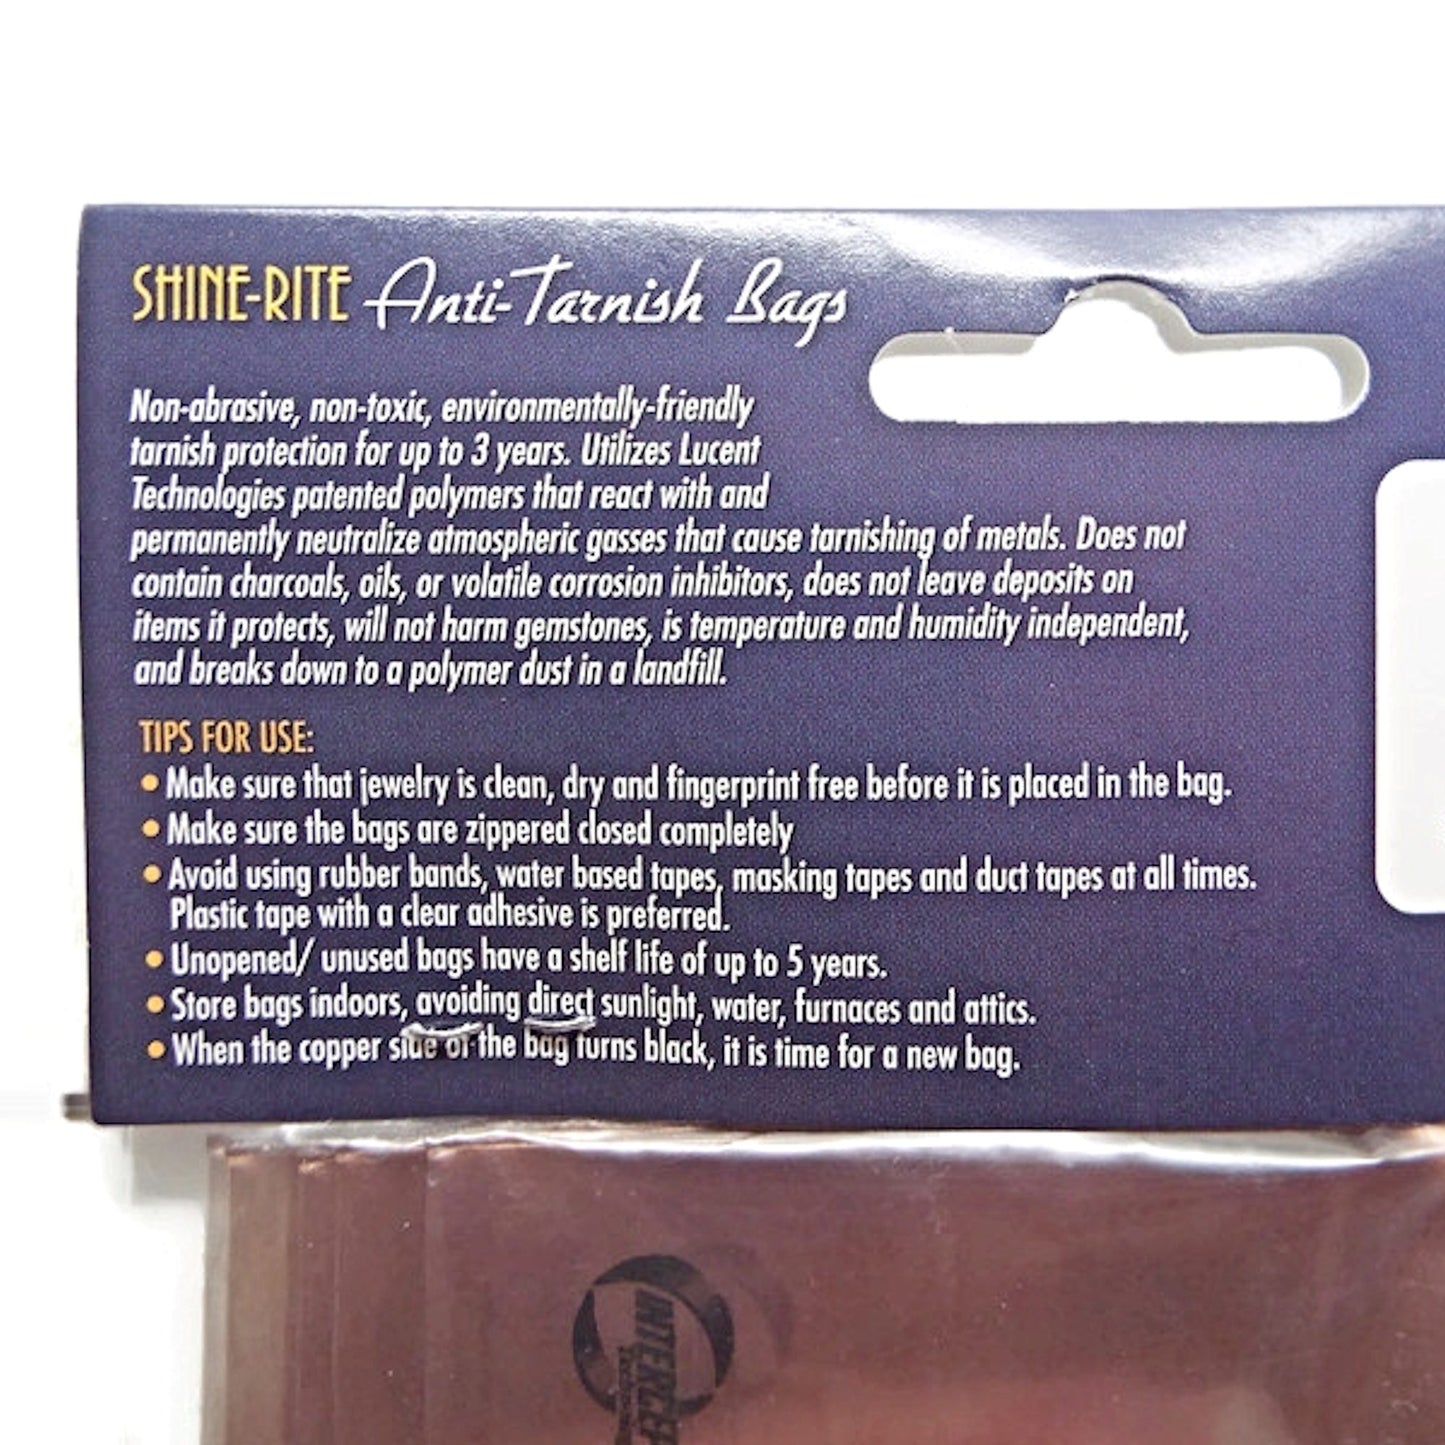 SHINE-RITE Anti-Tarnish Bags
Non-abrasive, non-toxic, environmentally-friendly
tarnish protection for up to 3 years. Utilizes Lucent
Technologies patented polymers that react with and
permanently neutralize atmospheric gasses that cause tarnishing of metals. Does not
contain charcoals, oils, or volatile corrosion inhibitors, does not leave deposits on
items it protects, will not harm gemstones, is temperature and humidity independent,
and breaks down to a polymer dust in a landfill.
TIPS FOR USE:
• Make sure that jewelry is clean, dry and fingerprint free before it is placed in the bag.
• Make sure the bags are zippered closed completely
• Avoid using rubber bands, water based tapes, masking tapes and duct tapes at all times.
Plastic tape with a clear adhesive is preferred.
• Unopened/ unused bags have a shelf life of up to 5 years.
• Store bags indoors, avoiding direct sunlight, water, furnaces and attics.
• When the copper side of the bag turns black, it is time for a new bag.